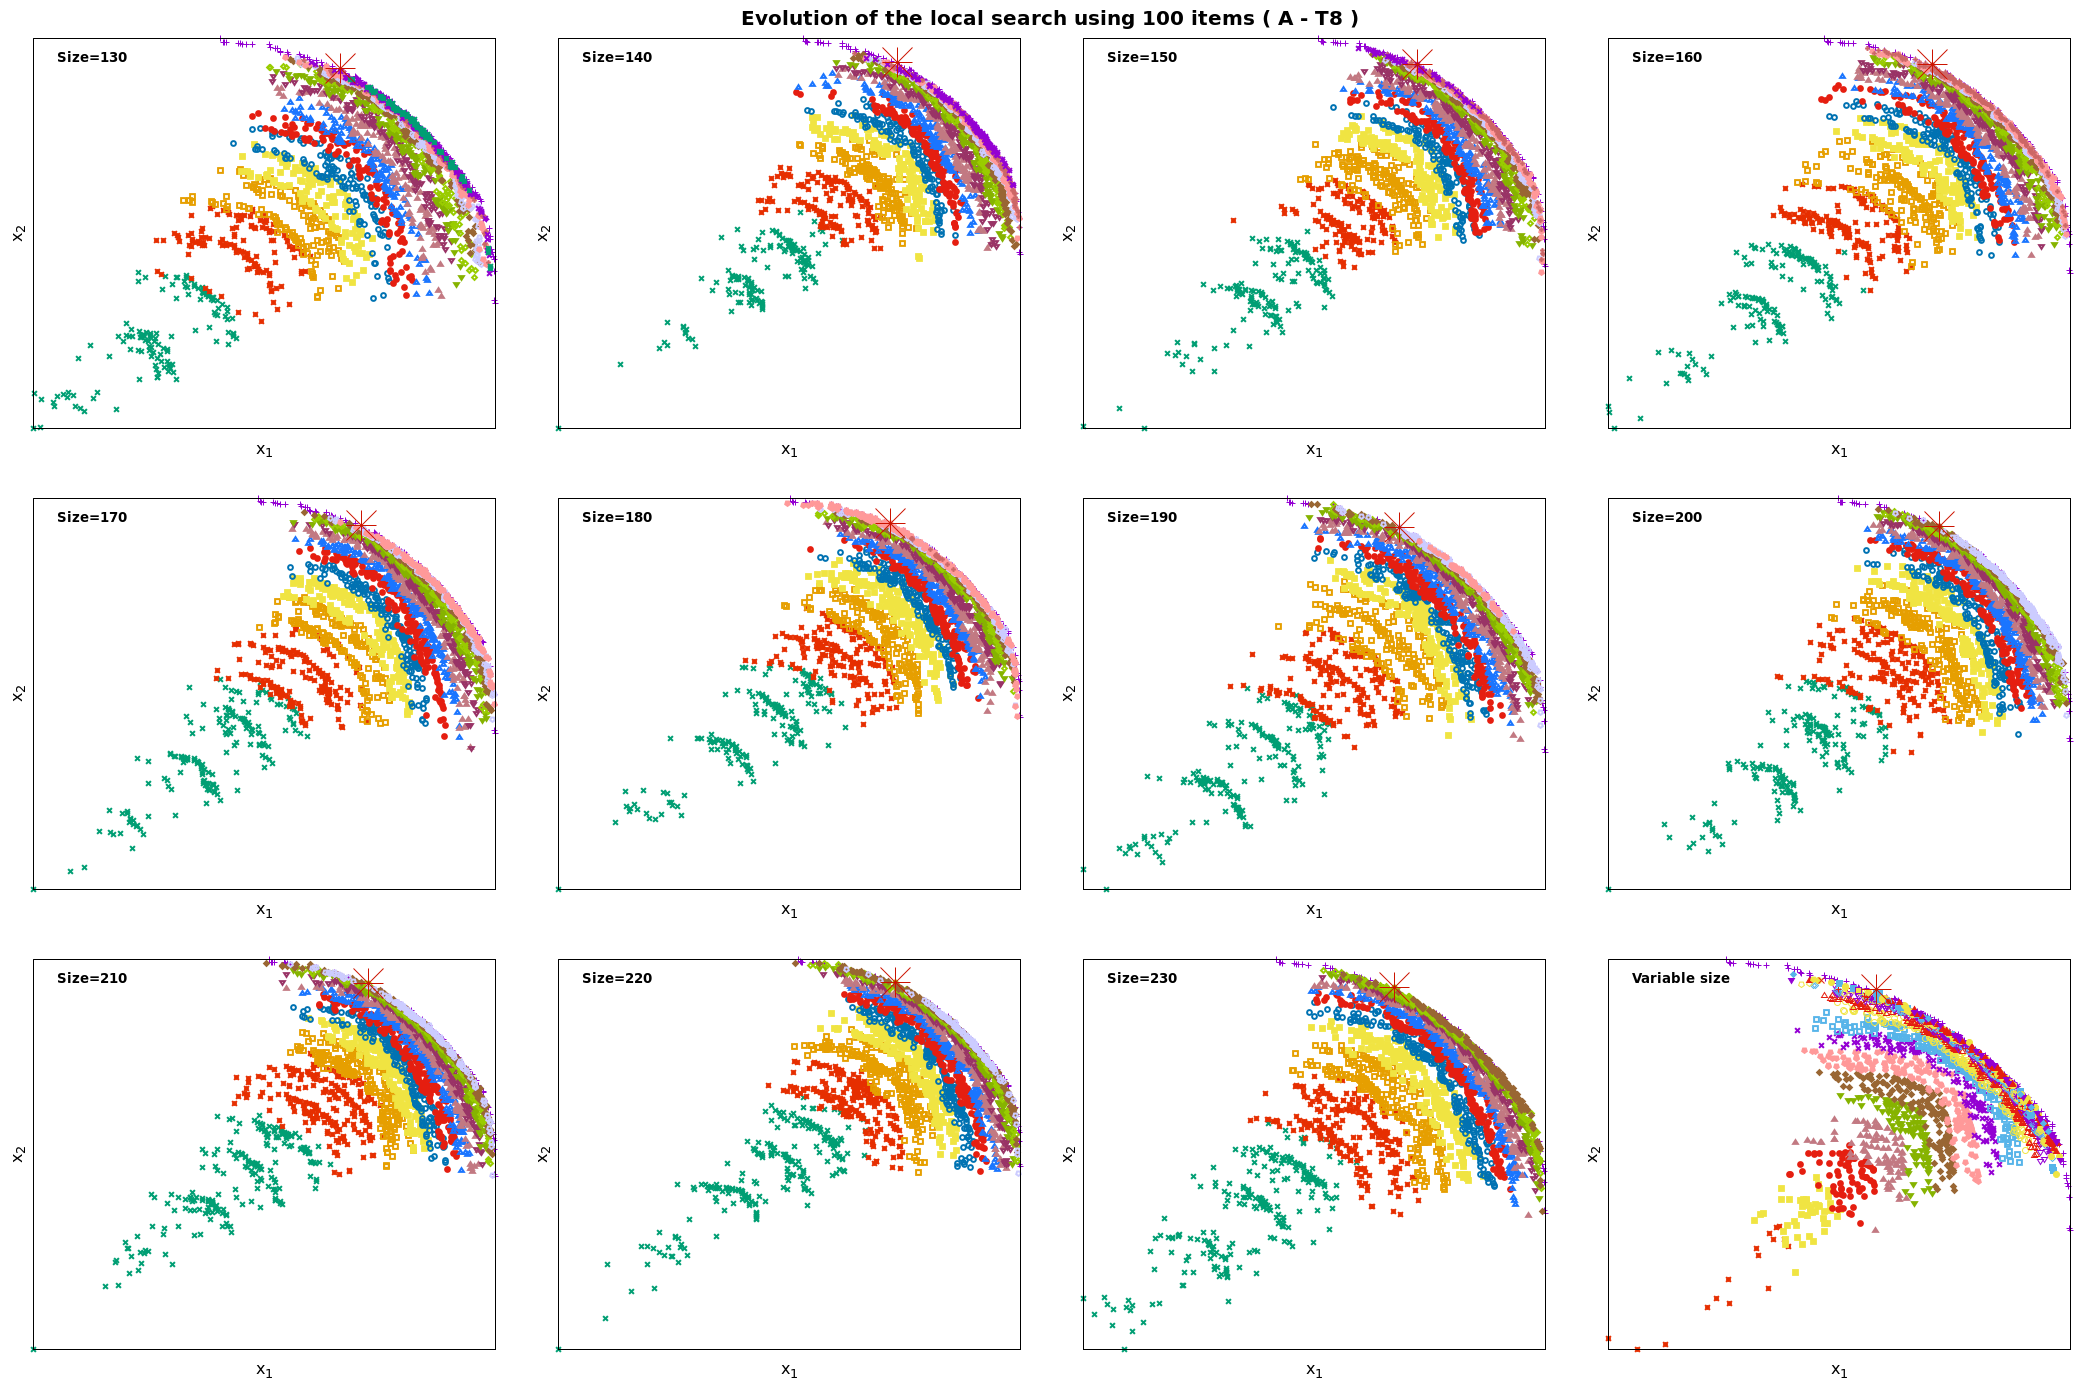 Evolution of the local search using 100 items ( A - T8 )
Size=130
Size=140
Size=150
Size=160
x2
x2
x2
x2
x1
x1
x1
x1
Size=170
Size=180
Size=190
Size=200
x2
x2
x2
x2
x1
x1
x1
x1
Size=210
Size=220
Size=230
Variable size
x2
x2
x2
x2
x1
x1
x1
x1